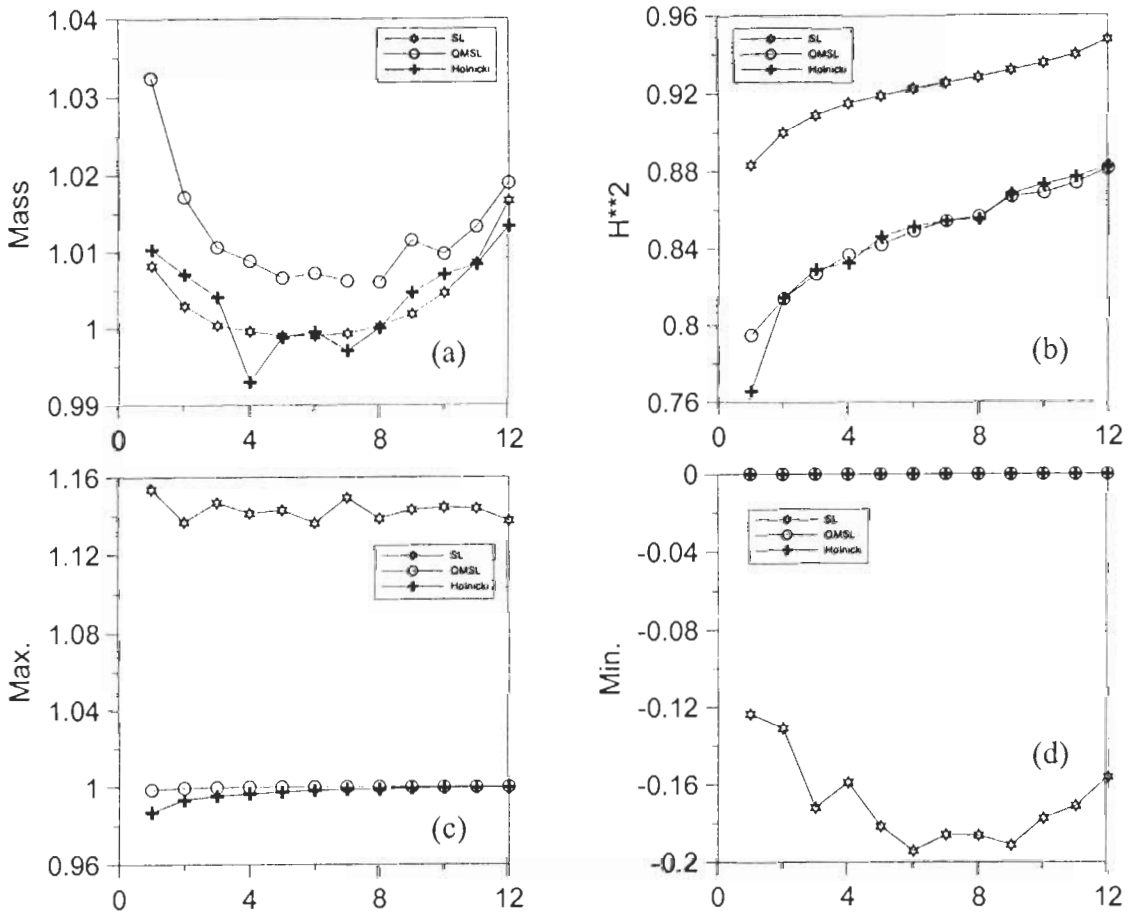 1.04
1.03
1.02
1.01
1
0.99
Mass
SL
QMSL
Holnicki
(a)
0 4 8 12
0.96
0.92
0.88
0.84
0.8
0.76
H**2
SL
QMSL
Holnicki
(b)
0 4 8 12
1.16
1.12
1.08
1.04
1
0.96
Max.
SL
QMSL
Holnicki
(c)
0 4 8 12
0
-0.04
-0.08
-0.12
-0.16
-0.2
Min.
SL
QMSL
Holnicki
(d)
0 4 8 12